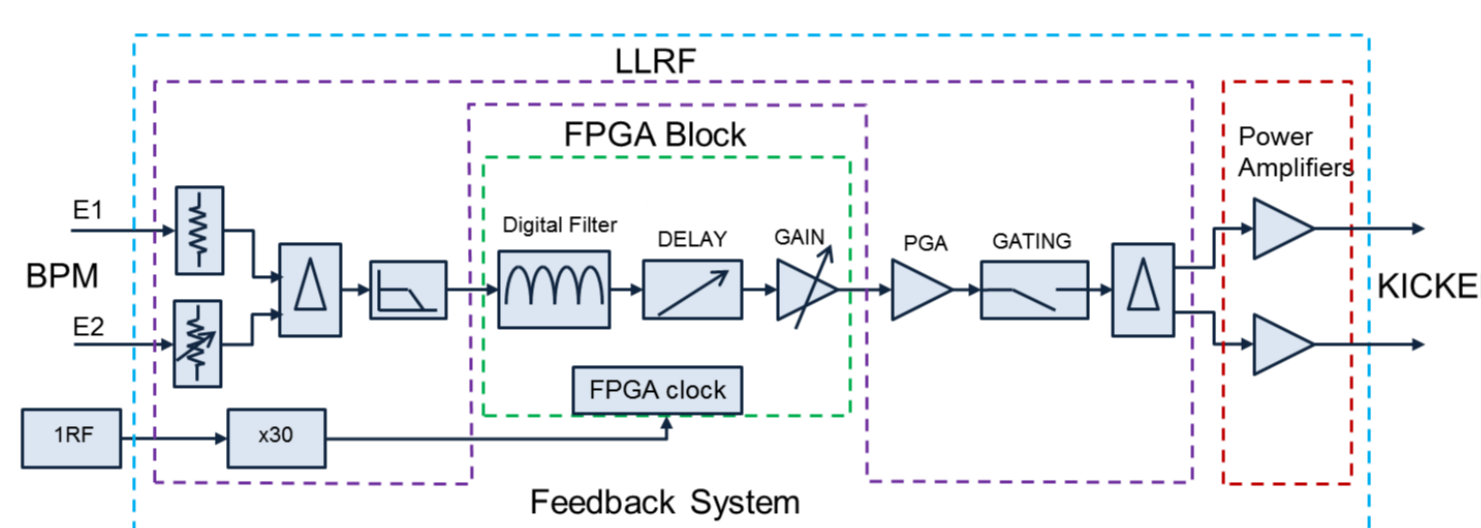 LLRF
FPGA Block
Power
Amplifiers
E1
Digital Filter
DELAY
GAIN
PGA
GATING
BPM
KICKE
E2
FPGA clock
1RF
x30
Feedback System